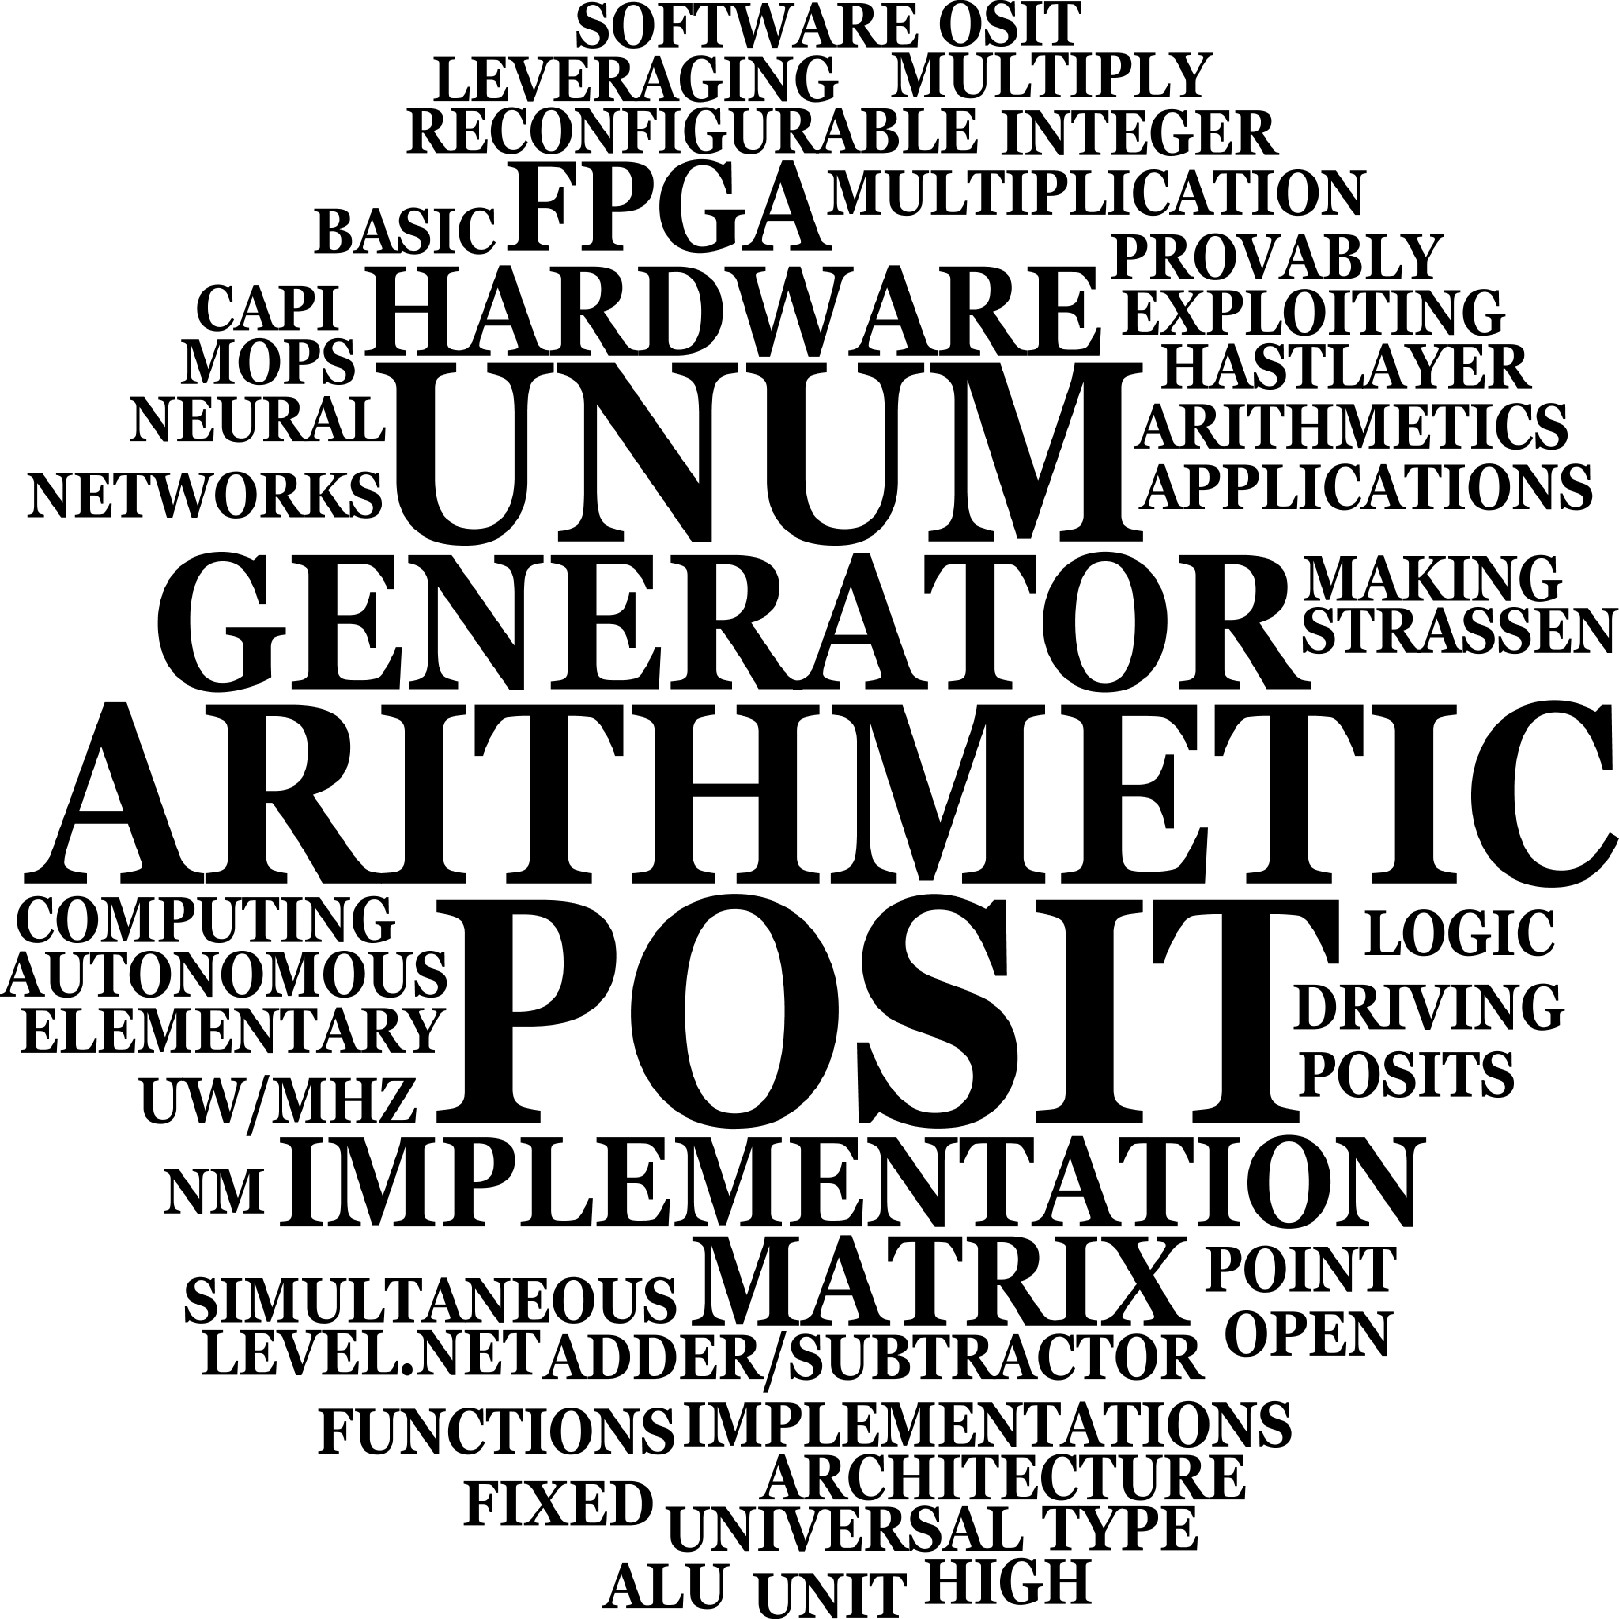 SOFTWARE OSIT
LEVERAGING MULTIPLY
RECONFIGURABLE INTEGER
FPGA MULTIPLICATION
BASIC
PROVABLY
HARDWARE
CAPI EXPLOITING
MOPS HASTLAYER
UNUM
NEURAL ARITHMETICS
NETWORKS APPLICATIONS
GENERATOR
MAKING
STRASSEN
ARITHMETIC
COMPUTING LOGIC
AUTONOMOUS
POSIT
DRIVING
ELEMENTARY
POSITS
UW/MHZ
NM IMPLEMENTATION
MATRIX POINT
SIMULTANEOUS
OPEN
LEVEL.NET ADDER/SUBTRACTOR
FUNCTIONS IMPLEMENTATIONS
ARCHITECTURE
FIXED
UNIVERSAL TYPE
ALU UNIT HIGH